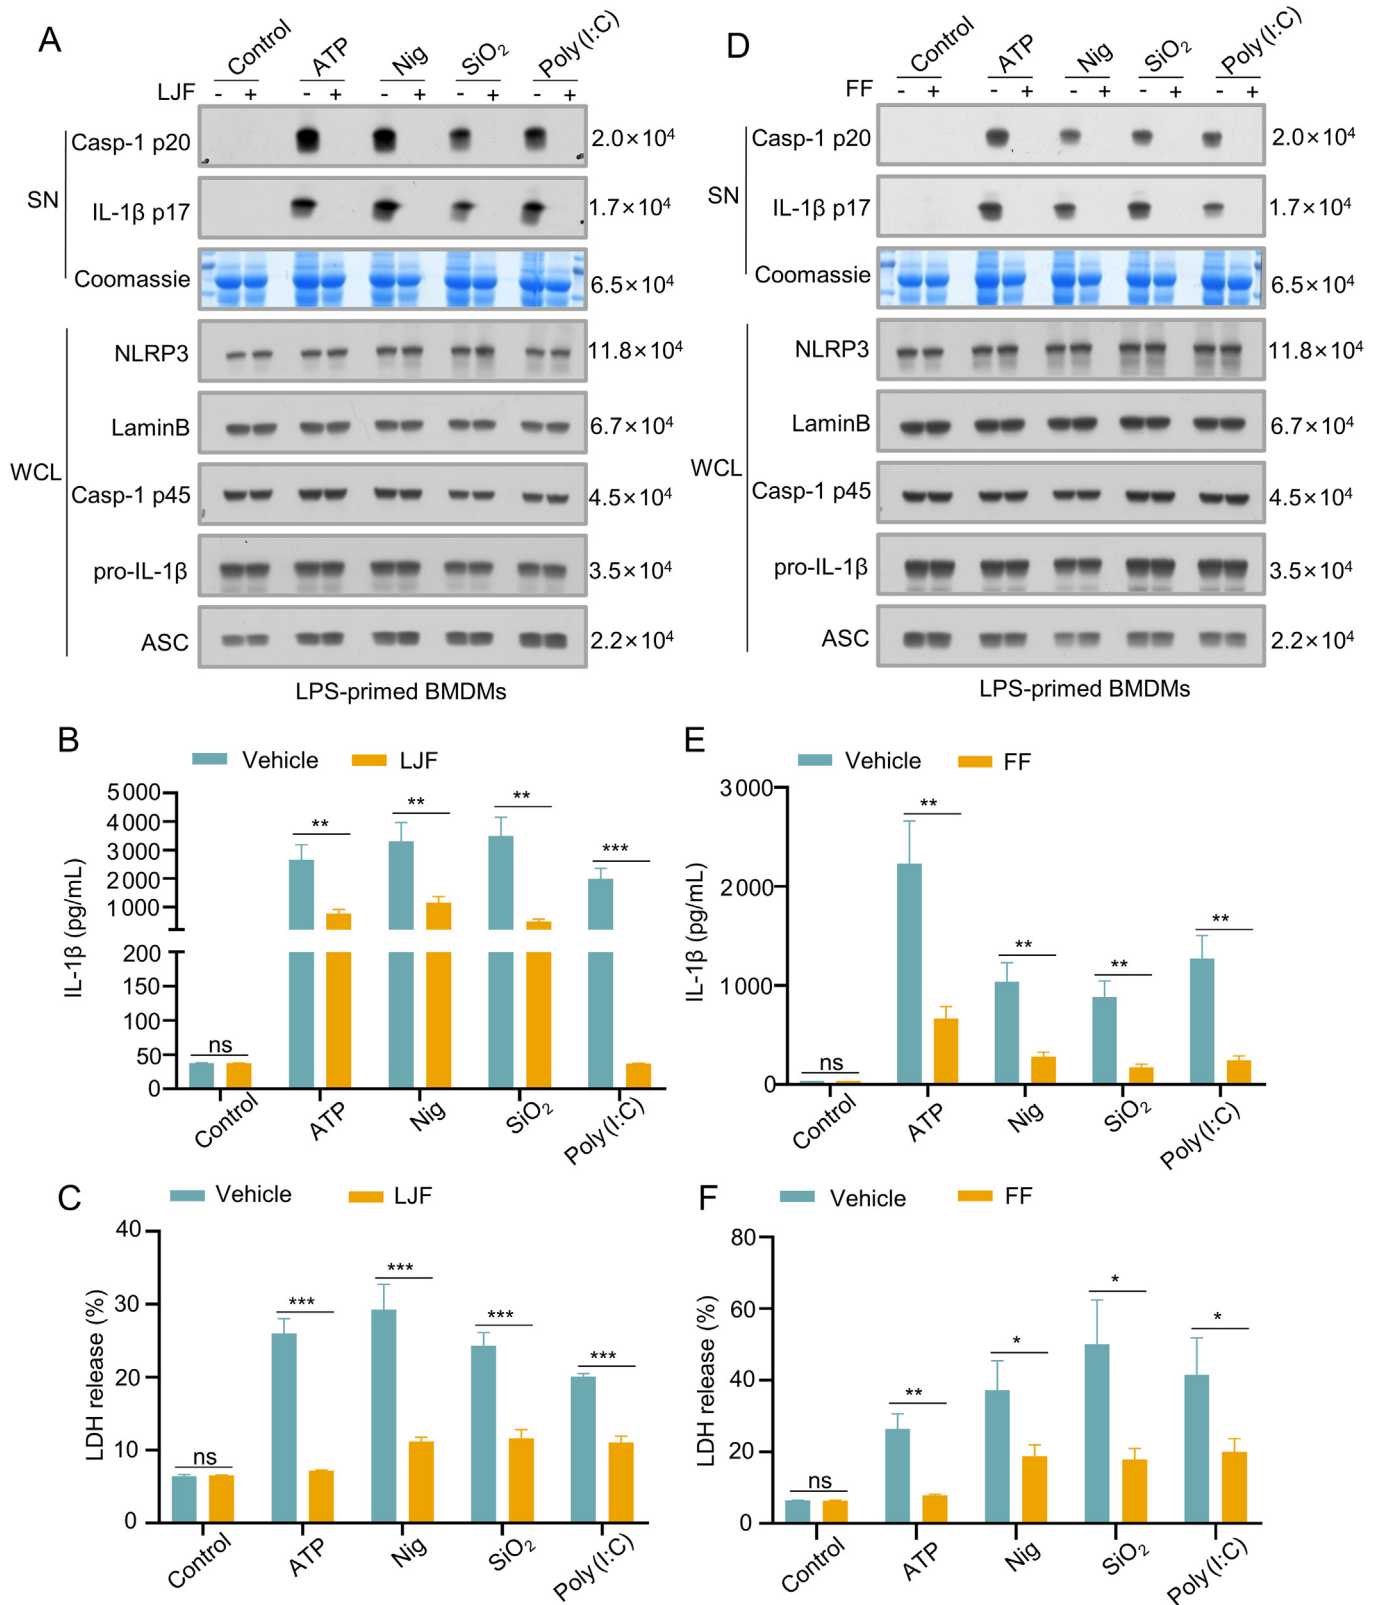 A
Control ATP Nig SiO₂ Poly(I:C)
LJF - + - + - + - + - +
SN
Casp-1 p20 2.0×10⁴
IL-1β p17 1.7×10⁴
Coomassie 6.5×10⁴
WCL
NLRP3 11.8×10⁴
LaminB 6.7×10⁴
Casp-1 p45 4.5×10⁴
pro-IL-1β 3.5×10⁴
ASC 2.2×10⁴
LPS-primed BMDMs
D
Control ATP Nig SiO₂ Poly(I:C)
FF - + - + - + - + - +
SN
Casp-1 p20 2.0×10⁴
IL-1β p17 1.7×10⁴
Coomassie 6.5×10⁴
WCL
NLRP3 11.8×10⁴
LaminB 6.7×10⁴
Casp-1 p45 4.5×10⁴
pro-IL-1β 3.5×10⁴
ASC 2.2×10⁴
LPS-primed BMDMs
B
Vehicle LJF
IL-1β (pg/mL)
5000
4000
3000
2000
1000
200
150
100
50
0
ns ** ** ** ***
Control ATP Nig SiO₂ Poly(I:C)
E
Vehicle FF
IL-1β (pg/mL)
3000
2000
1000
0
ns ** ** ** **
Control ATP Nig SiO₂ Poly(I:C)
C
Vehicle LJF
LDH release (%)
40
30
20
10
0
ns *** *** *** ***
Control ATP Nig SiO₂ Poly(I:C)
F
Vehicle FF
LDH release (%)
80
60
40
20
0
ns ** * * *
Control ATP Nig SiO₂ Poly(I:C)